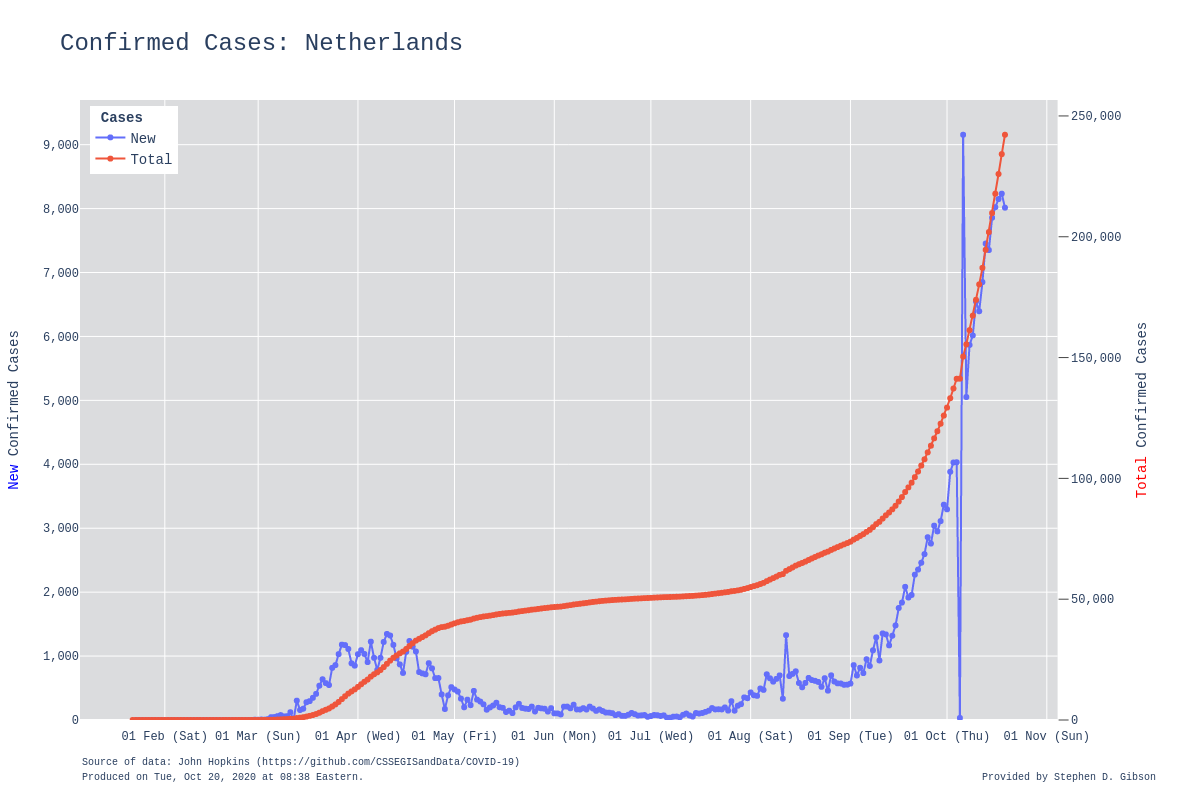 Confirmed Cases: Netherlands
Cases
New
Total
9,000
8,000
7,000
6,000
5,000
4,000
3,000
2,000
1,000
0
New Confirmed Cases
250,000
200,000
150,000
100,000
50,000
0
Total Confirmed Cases
01 Feb (Sat) 01 Mar (Sun) 01 Apr (Wed) 01 May (Fri) 01 Jun (Mon) 01 Jul (Wed) 01 Aug (Sat) 01 Sep (Tue) 01 Oct (Thu) 01 Nov (Sun)
Source of data: John Hopkins (https://github.com/CSSEGISandData/COVID-19)
Produced on Tue, Oct 20, 2020 at 08:38 Eastern.
Provided by Stephen D. Gibson